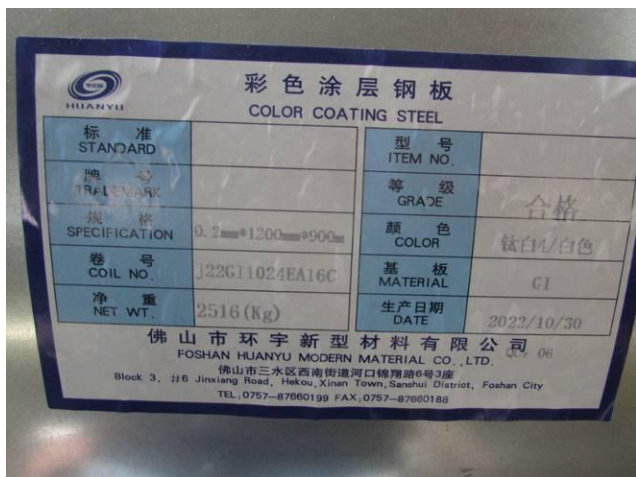 HUANYU
彩色涂层钢板
COLOR COATING STEEL
标 准
STANDARD
型 号
ITEM NO.
牌 号
TRADEMARK
等 级
GRADE
合格
规 格
SPECIFICATION
0.2mm*1200mm*900m
颜 色
COLOR
钛白4/白色
卷 号
COIL NO.
J22GI1024EA16C
基 板
MATERIAL
GI
净 重
NET WT.
2516(Kg)
生产日期
DATE
2022/10/30
佛山市环宇新型材料有限公司
FOSHAN HUANYU MODERN MATERIAL CO.,LTD.
QC: 06
佛山市三水区西南街道河口锦翔路6号3座
Block 3, #6 Jinxiang Road, Hekou,Xinan Town,Sanshui District, Foshan City
TEL:0757-87660199 FAX:0757-87660188